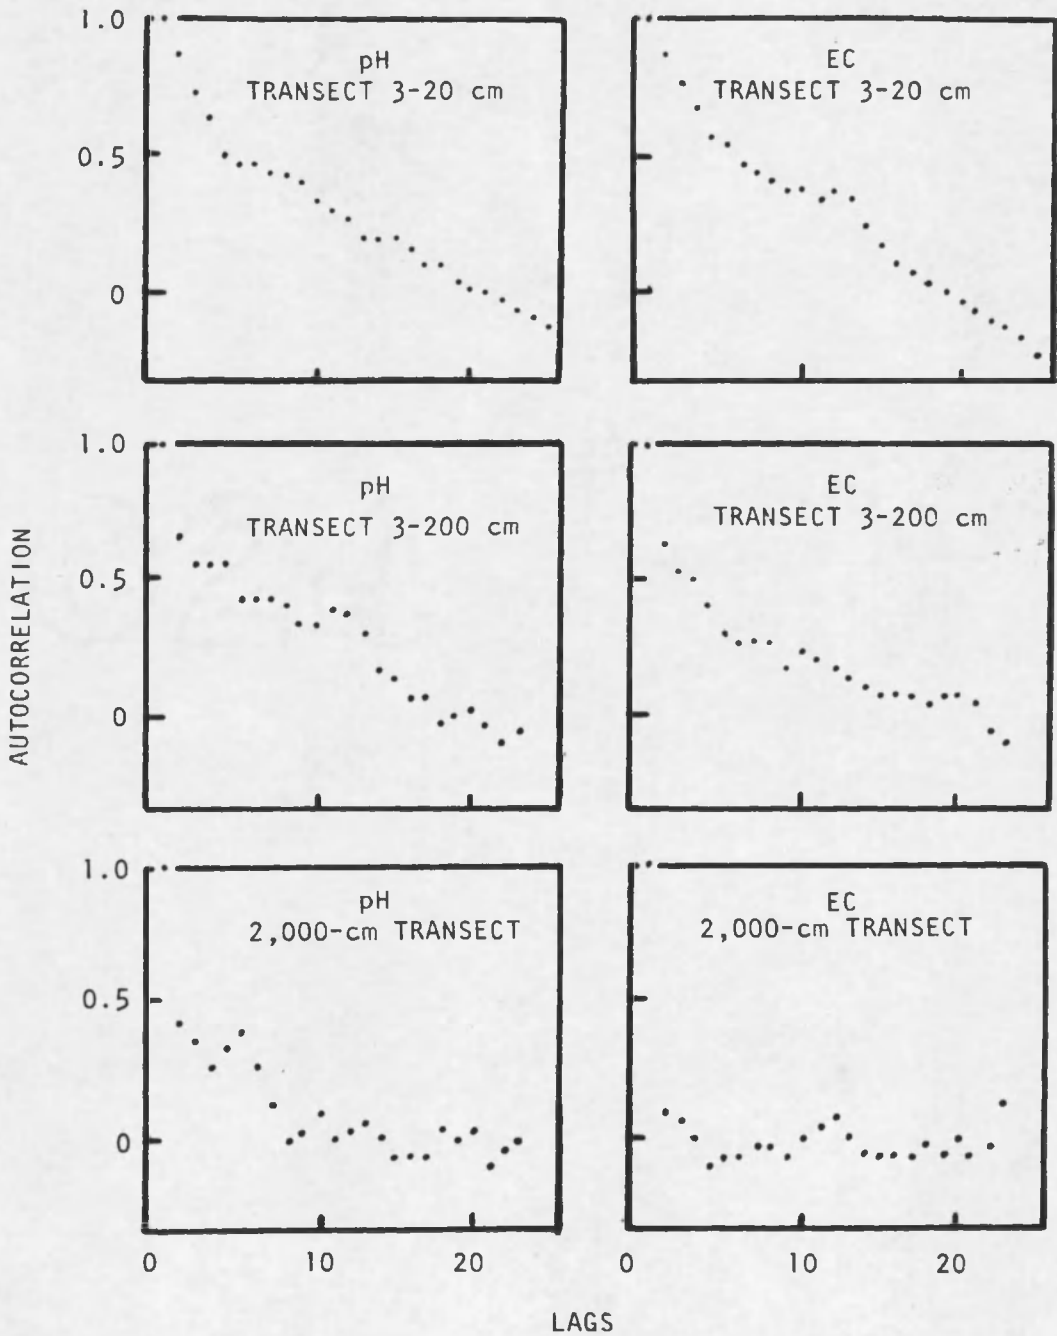 1.0
pH
TRANSECT 3-20 cm
EC
TRANSECT 3-20 cm
0.5
0
1.0
pH
TRANSECT 3-200 cm
EC
TRANSECT 3-200 cm
0.5
0
AUTOCORRELATION
1.0
pH
2,000-cm TRANSECT
EC
2,000-cm TRANSECT
0.5
0
0 10 20 0 10 20
LAGS